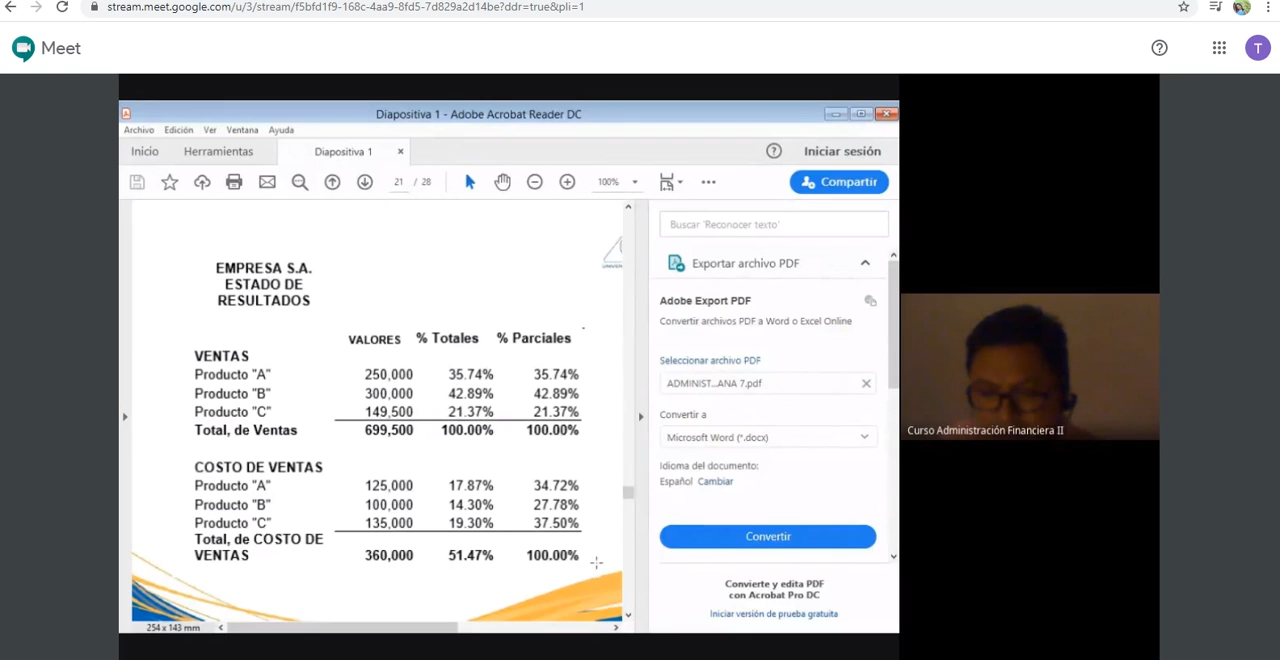 stream.meet.google.com/u/3/stream/f5bfd1f9-168c-4aa9-8fd5-7d829a2d14be?ddr=true&pli=1
Meet
T
Diapositiva 1 - Adobe Acrobat Reader DC
Archivo Edición Ver Ventana Ayuda
Inicio Herramientas Diapositiva 1 × Iniciar sesión
21 / 28 100% Compartir
EMPRESA S.A.
ESTADO DE
RESULTADOS
VALORES % Totales % Parciales
VENTAS
Producto "A" 250,000 35.74% 35.74%
Producto "B" 300,000 42.89% 42.89%
Producto "C" 149,500 21.37% 21.37%
Total, de Ventas 699,500 100.00% 100.00%
COSTO DE VENTAS
Producto "A" 125,000 17.87% 34.72%
Producto "B" 100,000 14.30% 27.78%
Producto "C" 135,000 19.30% 37.50%
Total, de COSTO DE
VENTAS 360,000 51.47% 100.00%
254 x 143 mm
Buscar 'Reconocer texto'
Exportar archivo PDF
Adobe Export PDF
Convertir archivos PDF a Word o Excel Online
Seleccionar archivo PDF
ADMINIST...ANA 7.pdf
Convertir a
Microsoft Word (*.docx)
Idioma del documento:
Español Cambiar
Convertir
Convierte y edita PDF
con Acrobat Pro DC
Iniciar versión de prueba gratuita
Curso Administración Financiera II